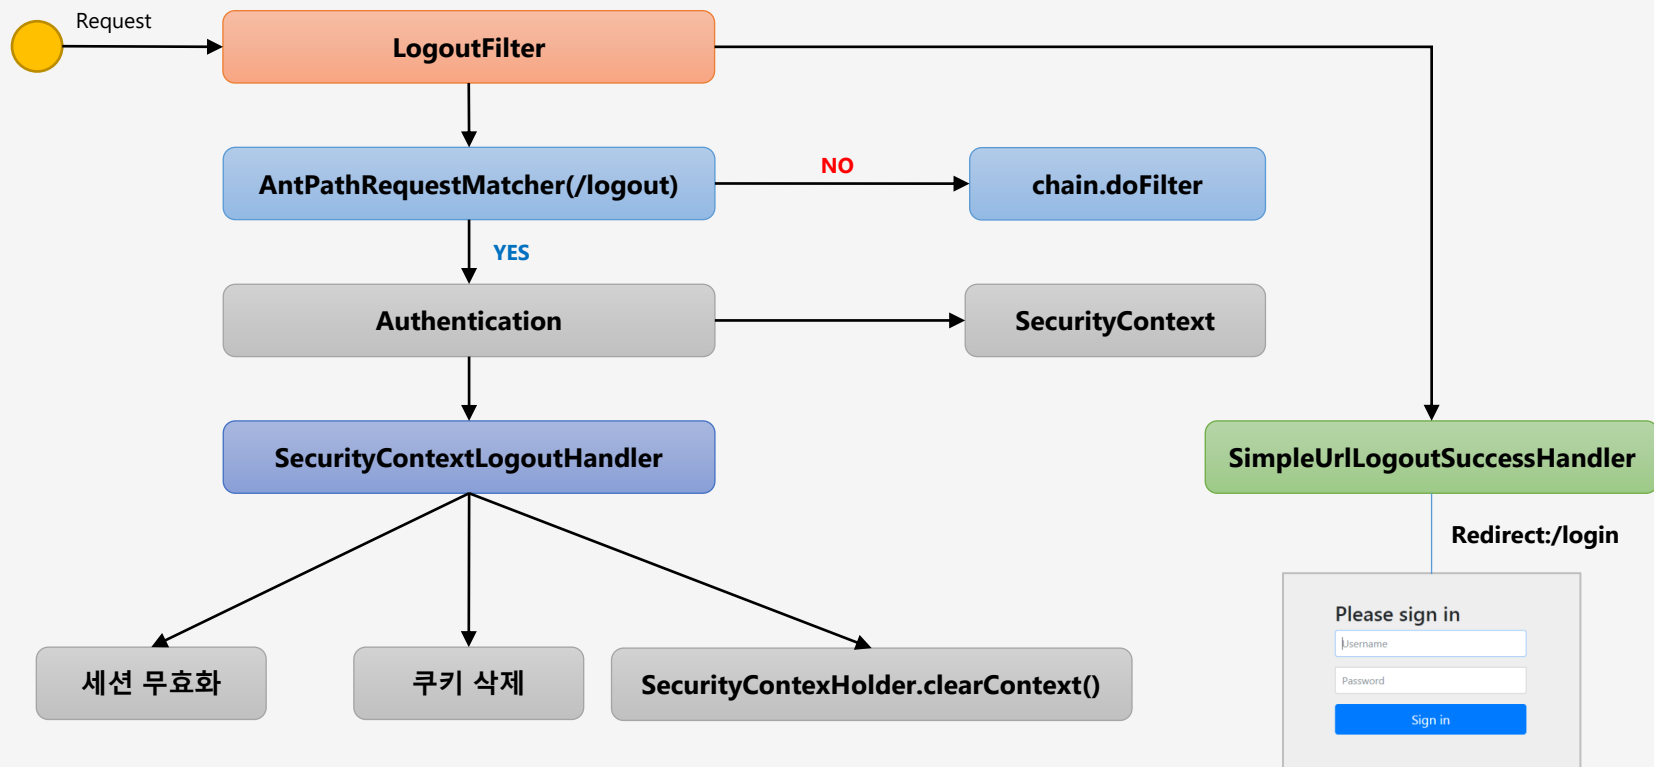 Request
LogoutFilter
AntPathRequestMatcher(/logout)
NO
chain.doFilter
YES
Authentication
SecurityContext
SecurityContextLogoutHandler
SimpleUrlLogoutSuccessHandler
Redirect:/login
세션 무효화
쿠키 삭제
SecurityContexHolder.clearContext()
Please sign in
Username
Password
Sign in